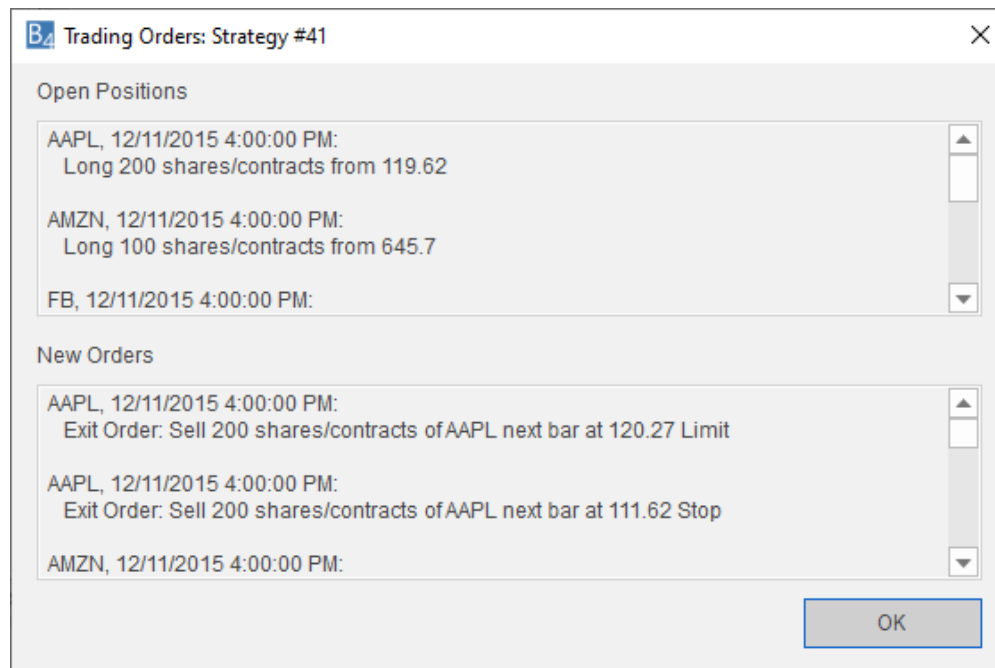 B4 Trading Orders: Strategy #41
Open Positions
AAPL, 12/11/2015 4:00:00 PM:
Long 200 shares/contracts from 119.62
AMZN, 12/11/2015 4:00:00 PM:
Long 100 shares/contracts from 645.7
FB, 12/11/2015 4:00:00 PM:
New Orders
AAPL, 12/11/2015 4:00:00 PM:
Exit Order: Sell 200 shares/contracts of AAPL next bar at 120.27 Limit
AAPL, 12/11/2015 4:00:00 PM:
Exit Order: Sell 200 shares/contracts of AAPL next bar at 111.62 Stop
AMZN, 12/11/2015 4:00:00 PM:
OK